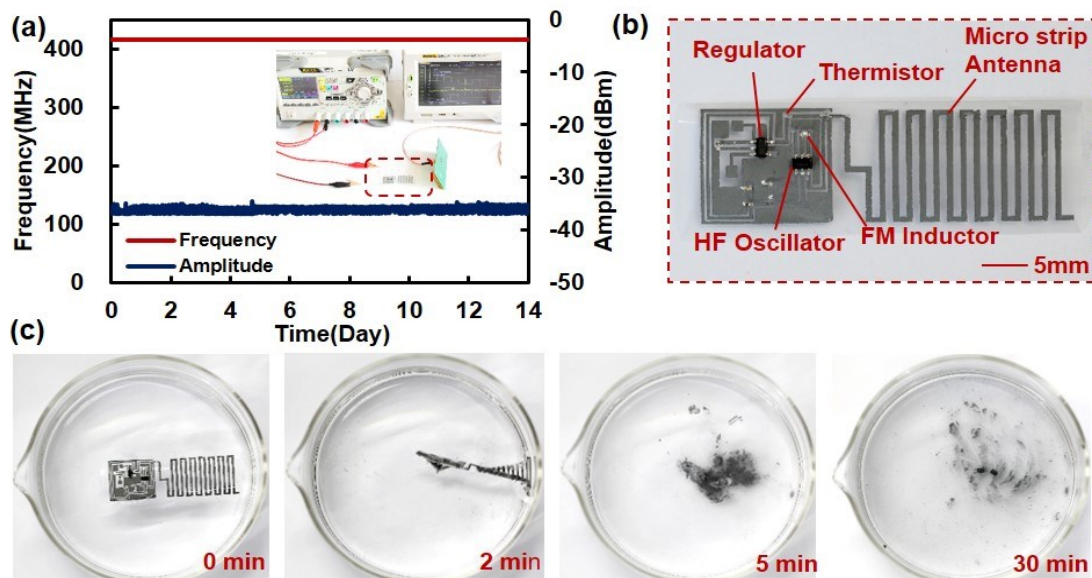 (a)
400
300
200
100
0
Frequency(MHz)
0
-10
-20
-30
-40
-50
Amplitude(dBm)
Frequency
Amplitude
0 2 4 6 8 10 12 14
Time(Day)
(b)
Regulator
Thermistor
Micro strip
Antenna
HF Oscillator
FM Inductor
5mm
(c)
0 min
2 min
5 min
30 min